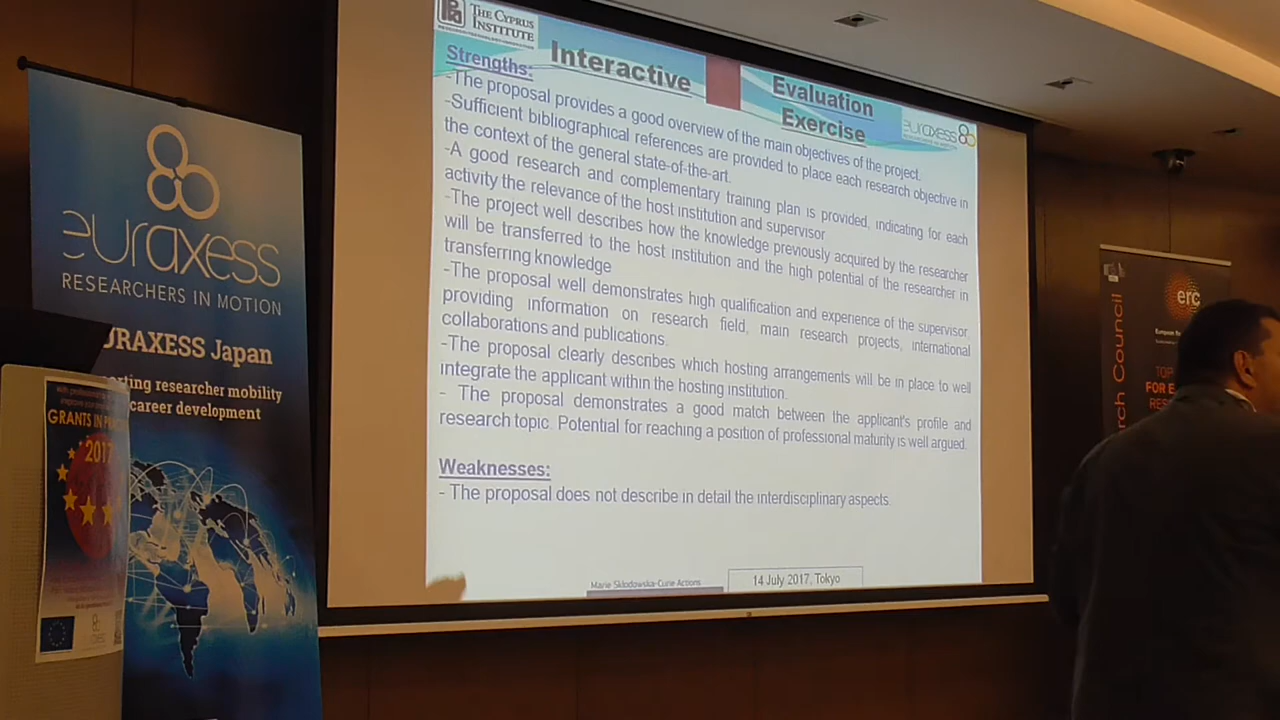 THE CYPRUS
INSTITUTE
Interactive
Evaluation
Exercise
euraxess
Strengths:
-The proposal provides a good overview of the main objectives of the project.
-Sufficient bibliographical references are provided to place each research objective in
the context of the general state-of-the-art.
-A good research and complementary training plan is provided, indicating for each
activity the relevance of the host institution and supervisor
-The project well describes how the knowledge previously acquired by the researcher
will be transferred to the host institution and the high potential of the researcher in
transferring knowledge
-The proposal well demonstrates high qualification and experience of the supervisor,
providing information on research field, main research projects, international
collaborations and publications.
-The proposal clearly describes which hosting arrangements will be in place to well
integrate the applicant within the hosting institution.
- The proposal demonstrates a good match between the applicant's profile and
research topic. Potential for reaching a position of professional maturity is well argued.
Weaknesses:
- The proposal does not describe in detail the interdisciplinary aspects.
Marie Skłodowska-Curie Actions
14 July 2017, Tokyo
euraxess
RESEARCHERS IN MOTION
URAXESS Japan
orting researcher mobility
career development
GRANTS IN
2017
erc
rch Council
TOP
FOR E